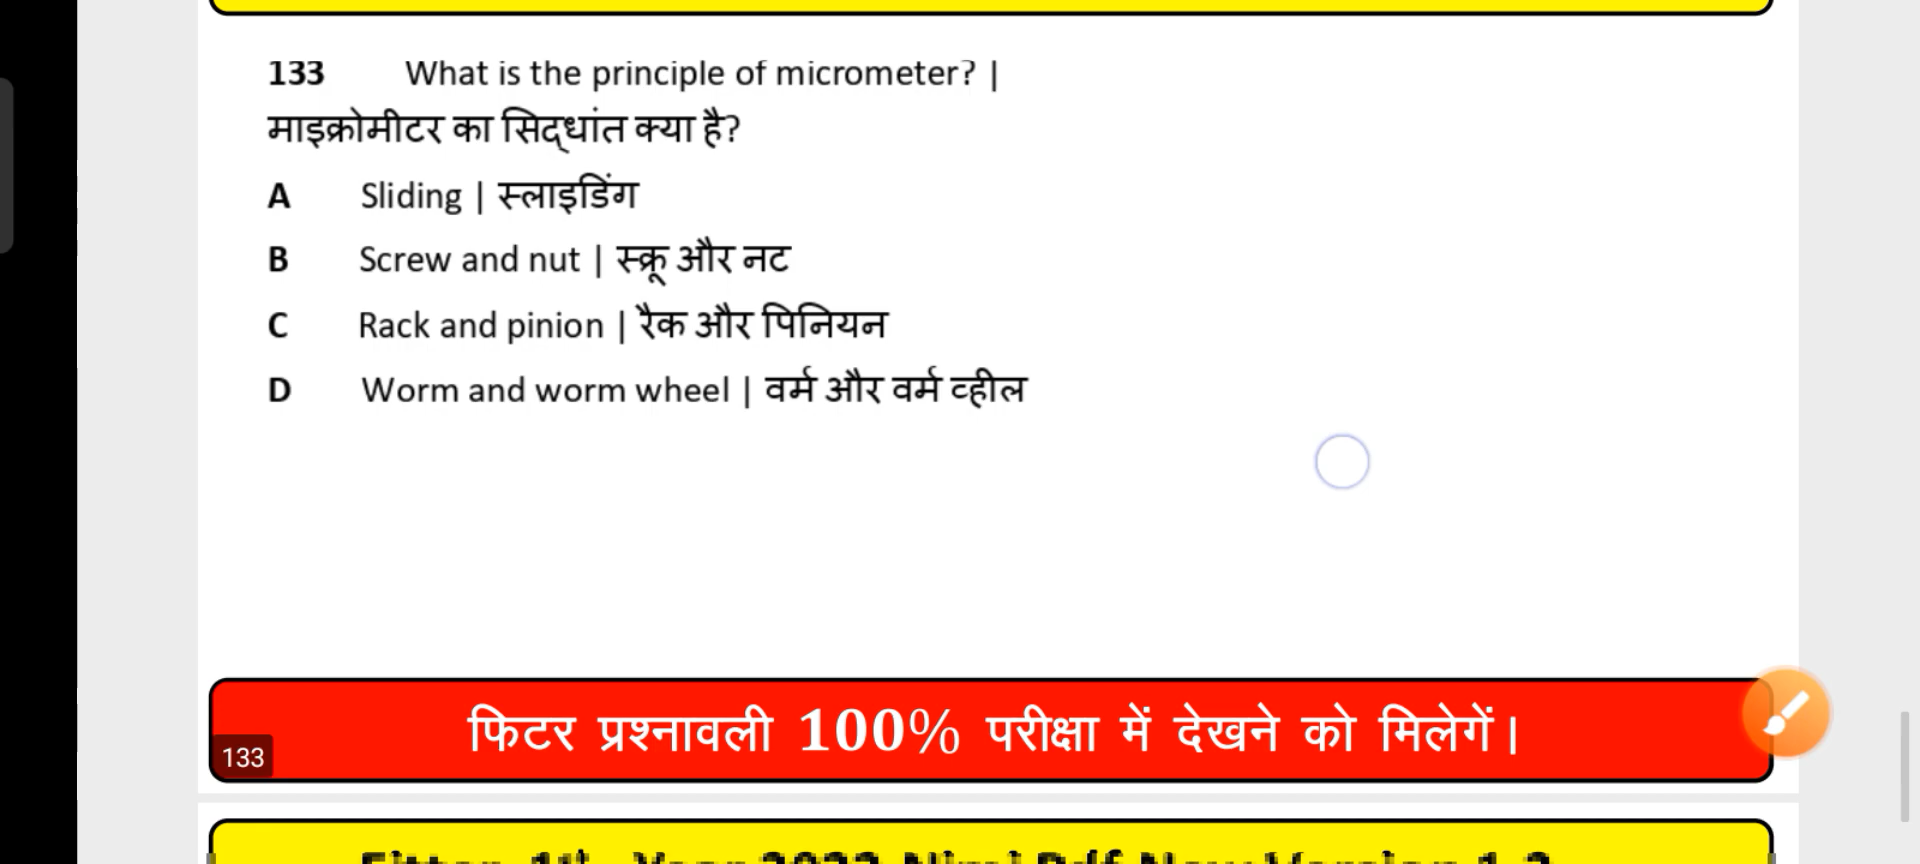 133 What is the principle of micrometer? |
माइक्रोमीटर का सिद्धांत क्या है?
A Sliding | स्लाइडिंग
B Screw and nut | स्क्रू और नट
C Rack and pinion | रैक और पिनियन
D Worm and worm wheel | वर्म और वर्म व्हील
फिटर प्रश्नावली 100% परीक्षा में देखने को मिलेगें।
133